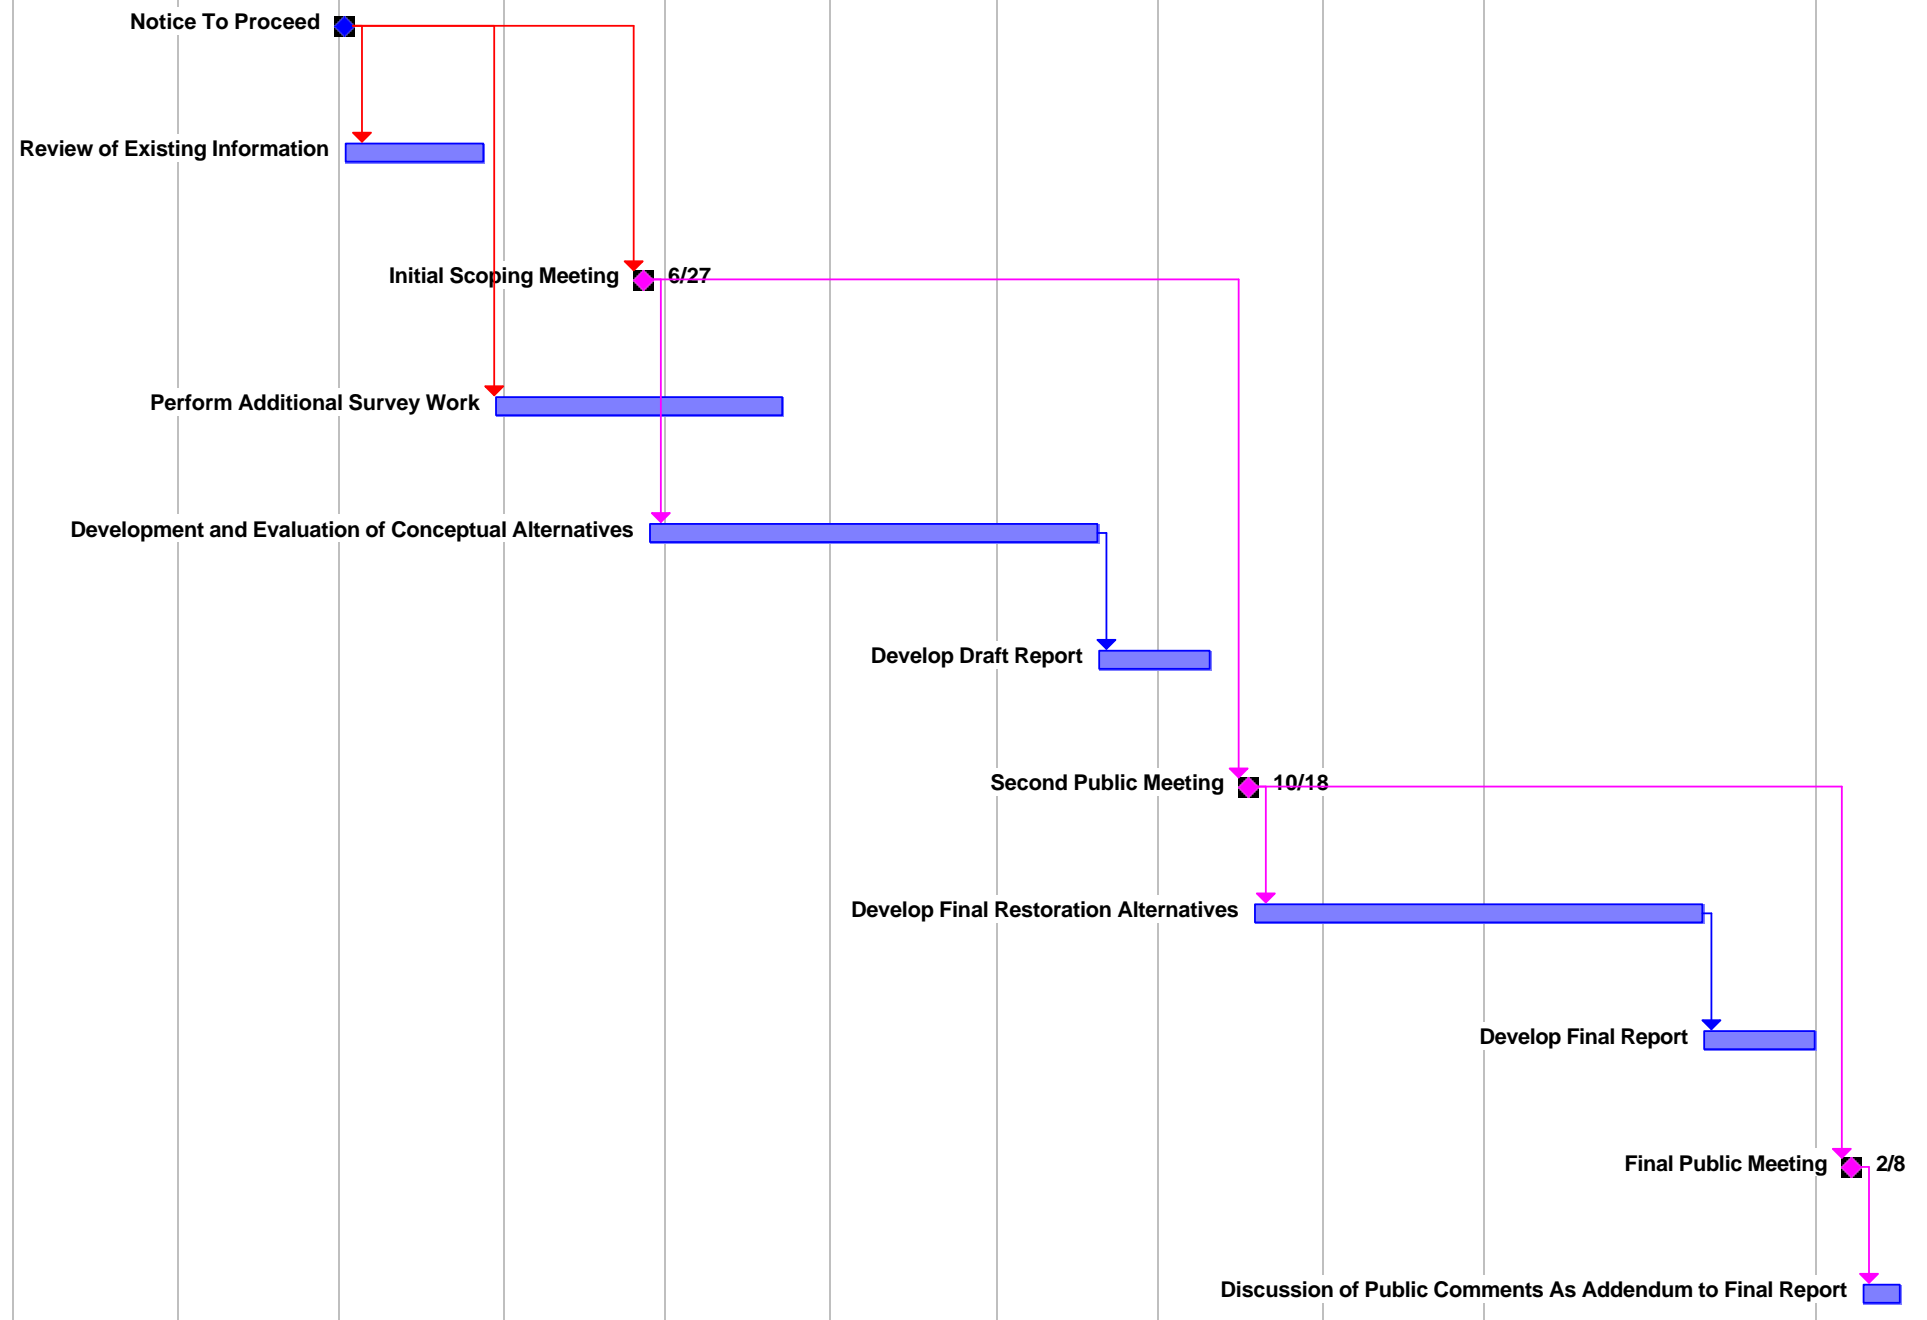 Notice To Proceed
Review of Existing Information
Initial Scoping Meeting 6/27
Perform Additional Survey Work
Development and Evaluation of Conceptual Alternatives
Develop Draft Report
Second Public Meeting 10/18
Develop Final Restoration Alternatives
Develop Final Report
Final Public Meeting 2/8
Discussion of Public Comments As Addendum to Final Report